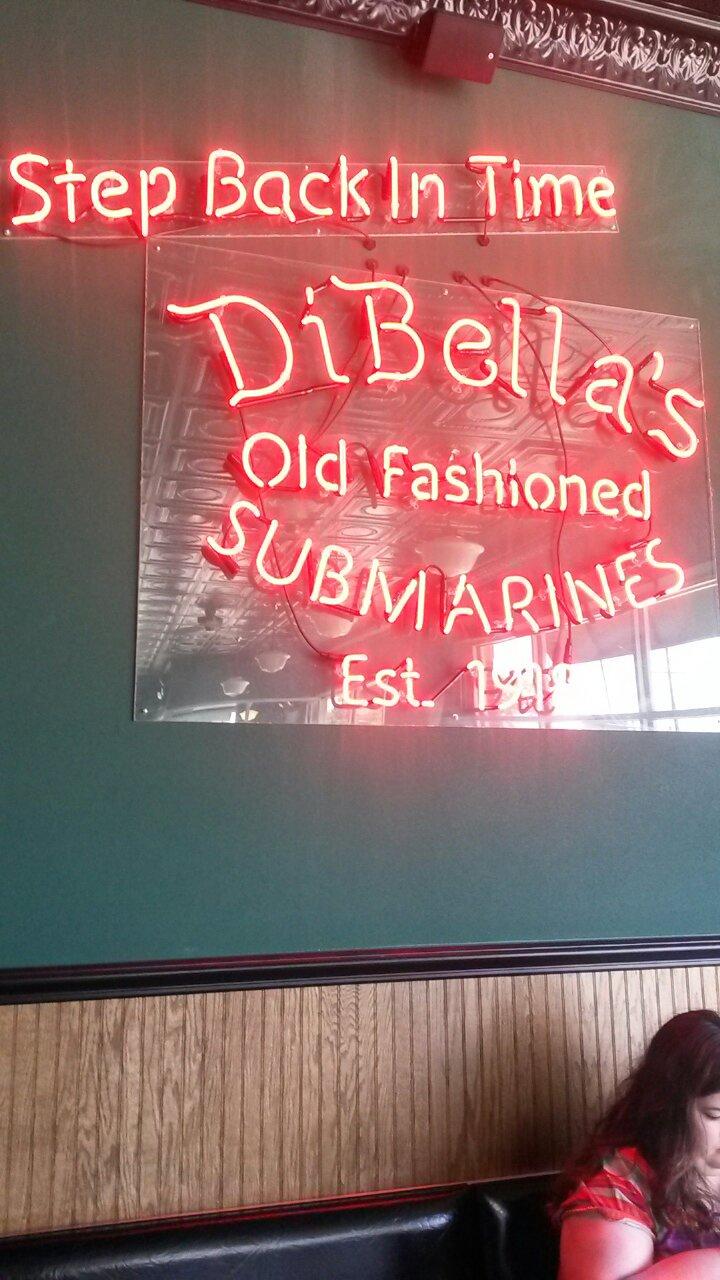 Step Back In Time
DiBella's
Old Fashioned
SUBMARINES
Est.